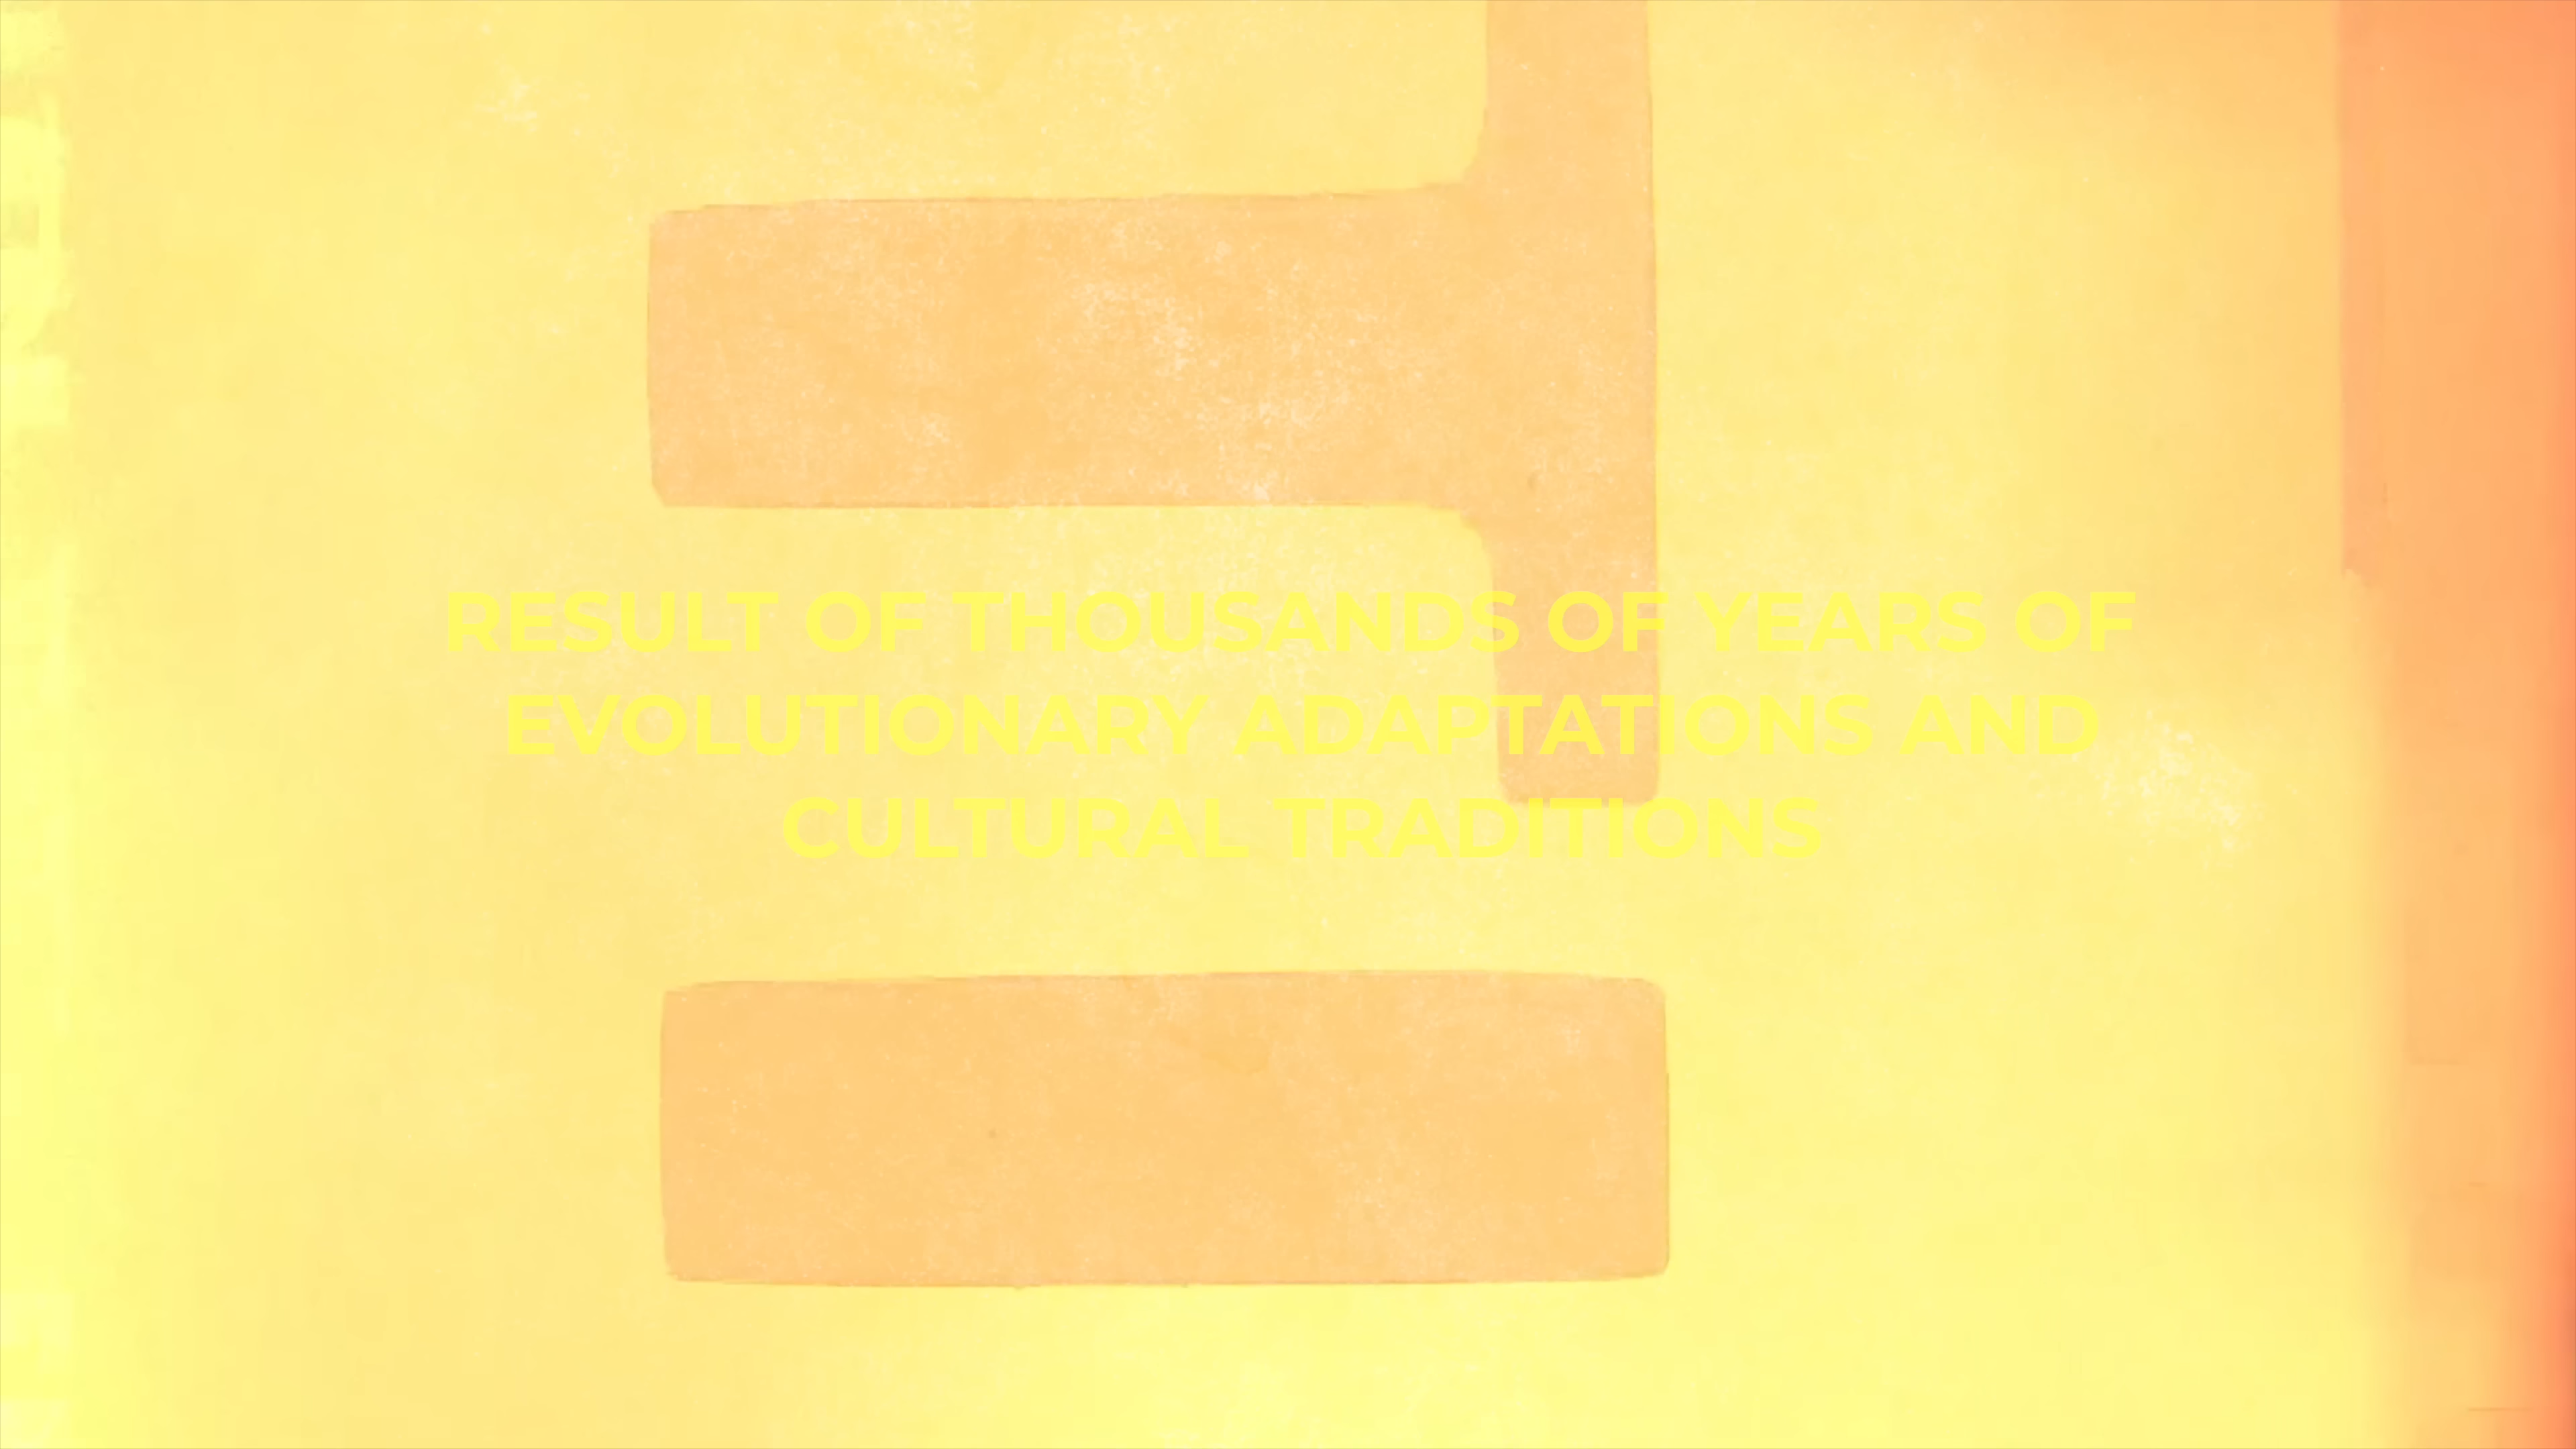 RESULT OF THOUSANDS OF YEARS OF
EVOLUTIONARY ADAPTATIONS AND
CULTURAL TRADITIONS